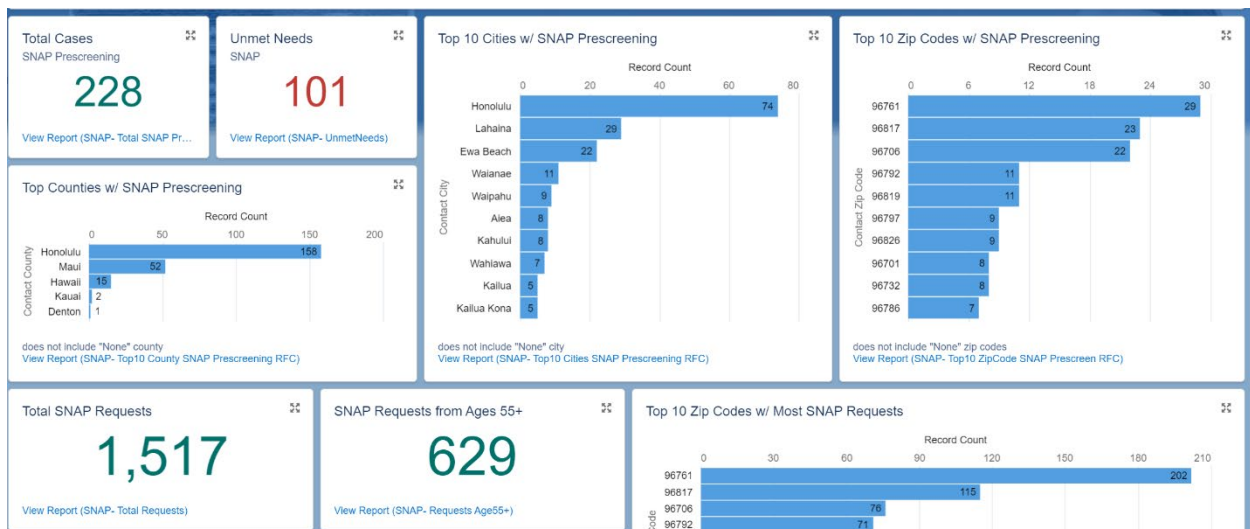 Total Cases
SNAP Prescreening
228
View Report (SNAP- Total SNAP Pr...
Unmet Needs
SNAP
101
View Report (SNAP- UnmetNeeds)
Top Counties w/ SNAP Prescreening
Record Count
0 50 100 150 200
Contact County
Honolulu 158
Maui 52
Hawaii 15
Kauai 2
Denton 1
does not include "None" county
View Report (SNAP- Top10 County SNAP Prescreening RFC)
Top 10 Cities w/ SNAP Prescreening
Record Count
0 20 40 60 80
Contact City
Honolulu 74
Lahaina 29
Ewa Beach 22
Waianae 11
Waipahu 9
Aiea 8
Kahului 8
Wahiawa 7
Kailua 5
Kailua Kona 5
does not include "None" city
View Report (SNAP- Top10 Cities SNAP Prescreening RFC)
Top 10 Zip Codes w/ SNAP Prescreening
Record Count
0 6 12 18 24 30
Contact Zip Code
96761 29
96817 23
96706 22
96792 11
96819 11
96797 9
96826 9
96701 8
96732 8
96786 7
does not include "None" zip codes
View Report (SNAP- Top10 ZipCode SNAP Prescreen RFC)
Total SNAP Requests
1,517
View Report (SNAP- Total Requests)
SNAP Requests from Ages 55+
629
View Report (SNAP- Requests Age55+)
Top 10 Zip Codes w/ Most SNAP Requests
Record Count
0 30 60 90 120 150 180 210
96761 202
96817 115
96706 76
96792 71